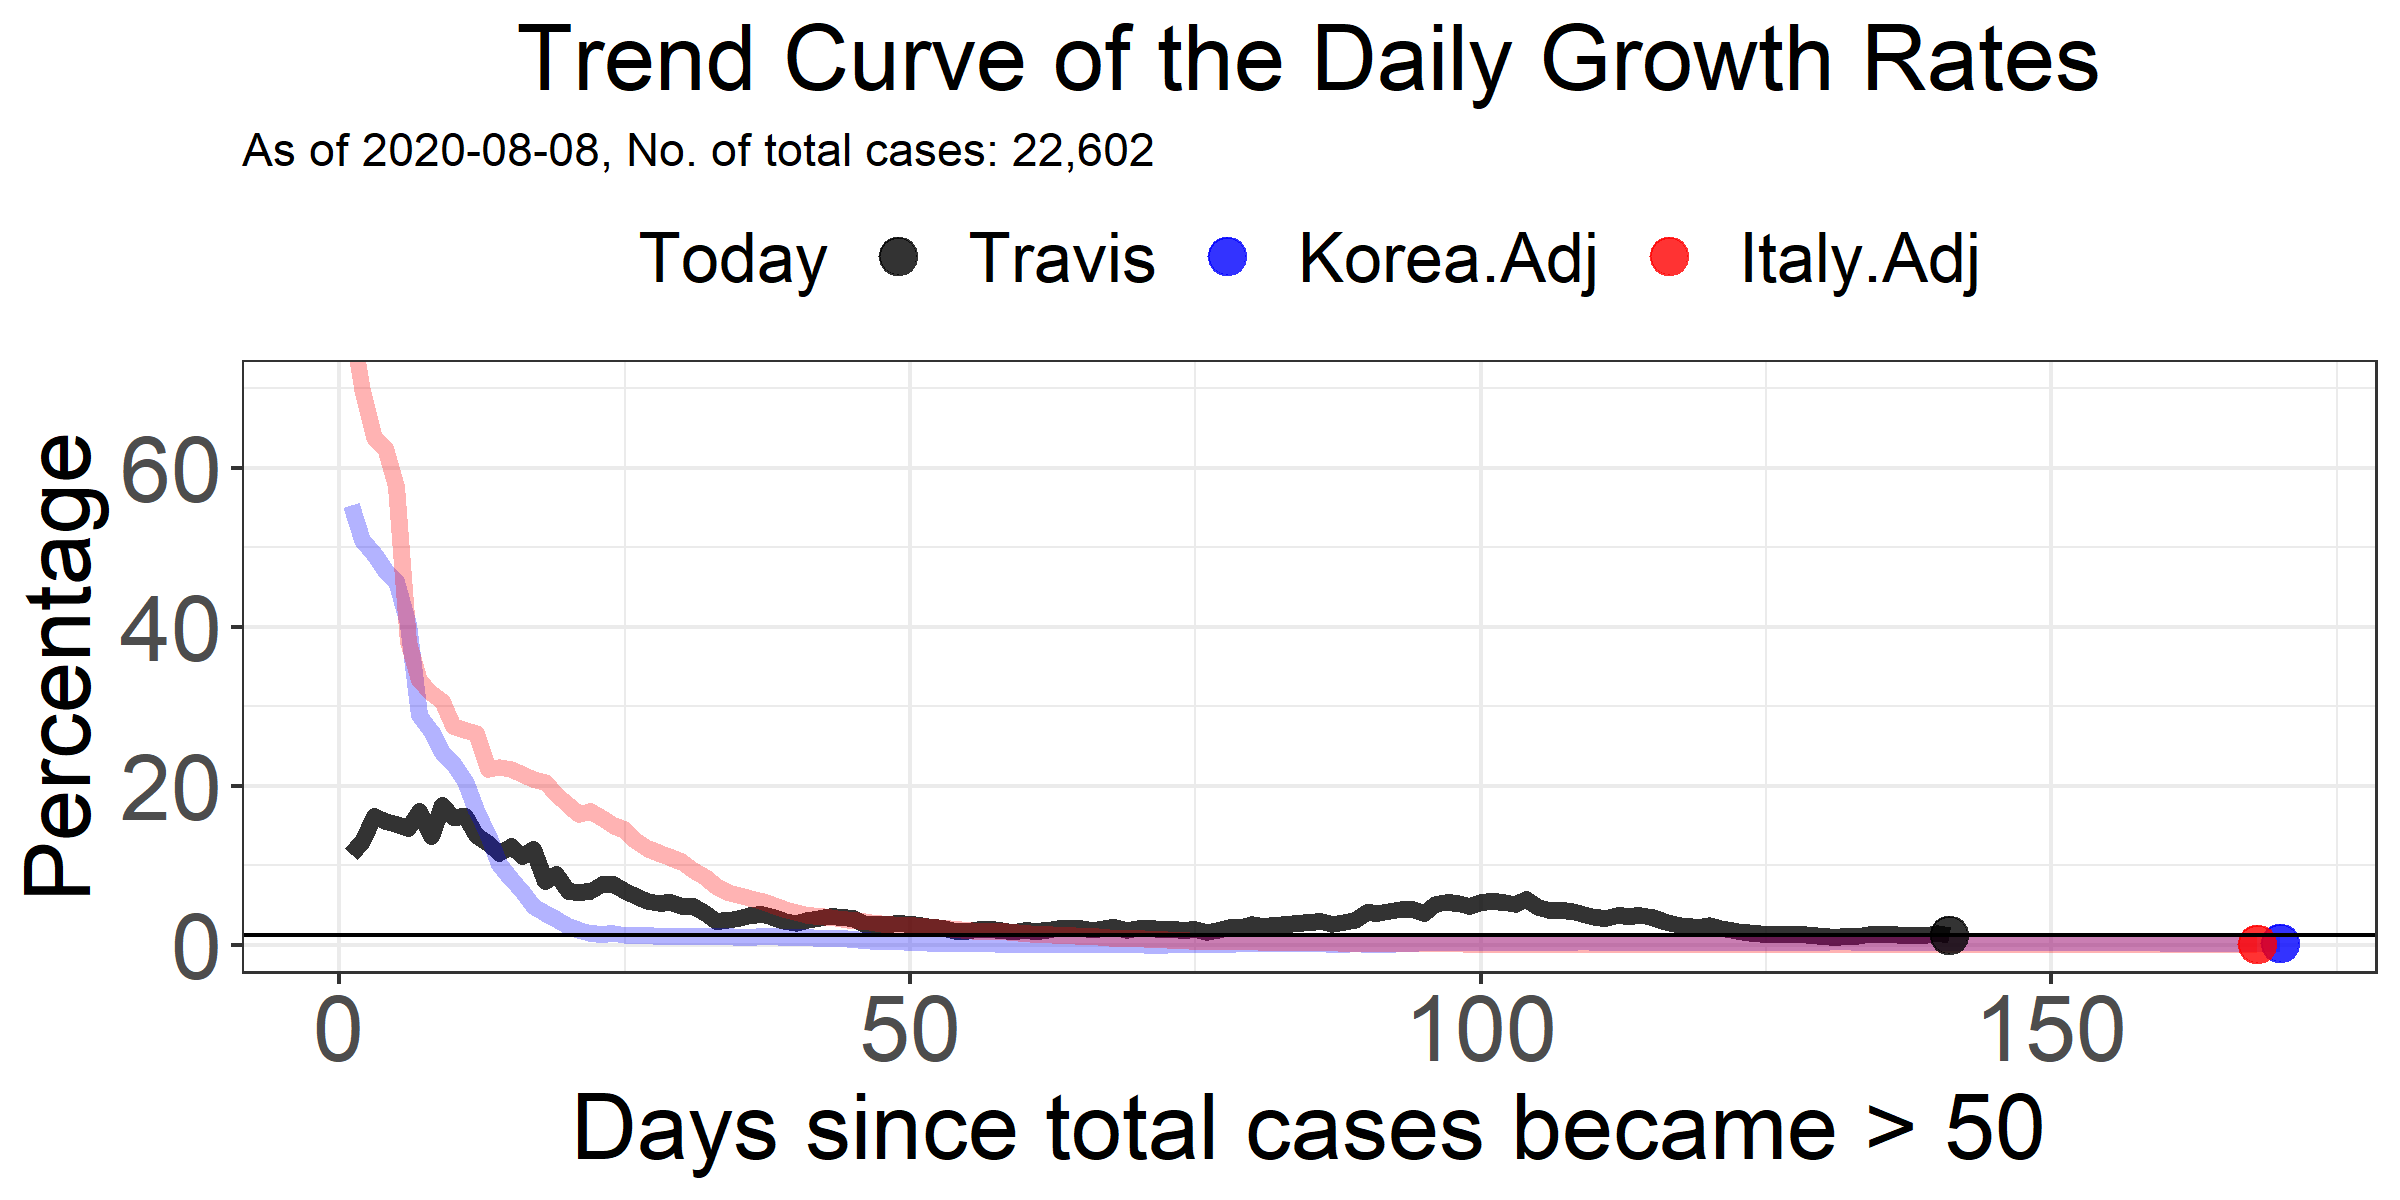 Trend Curve of the Daily Growth Rates
As of 2020-08-08, No. of total cases: 22,602
Today Travis Korea.Adj Italy.Adj
Percentage
60
40
20
0
0 50 100 150
Days since total cases became > 50